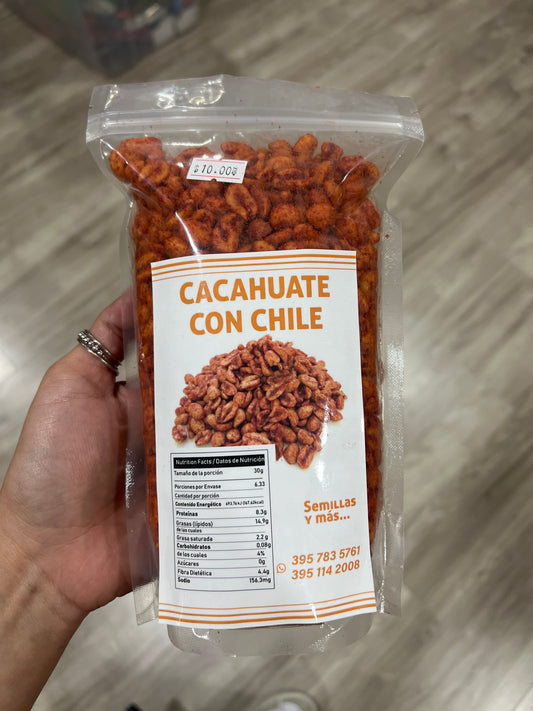 $10.00
CACAHUATE
CON CHILE
Nutrition Facts / Datos de Nutrición
Tamaño de la porción 30g
Porciones por Envase 6.33
Cantidad por porción
Contenido Energético
Proteínas 8.3g
Grasas (lípidos) 14.9g
de los cuales
Grasa saturada 2.2 g
Carbohidratos 0.08g
de los cuales 4%
Azúcares 0g
Fibra Dietética 4.4g
Sodio 156.3mg
Semillas
y más...
395 783 5761
395 114 2008